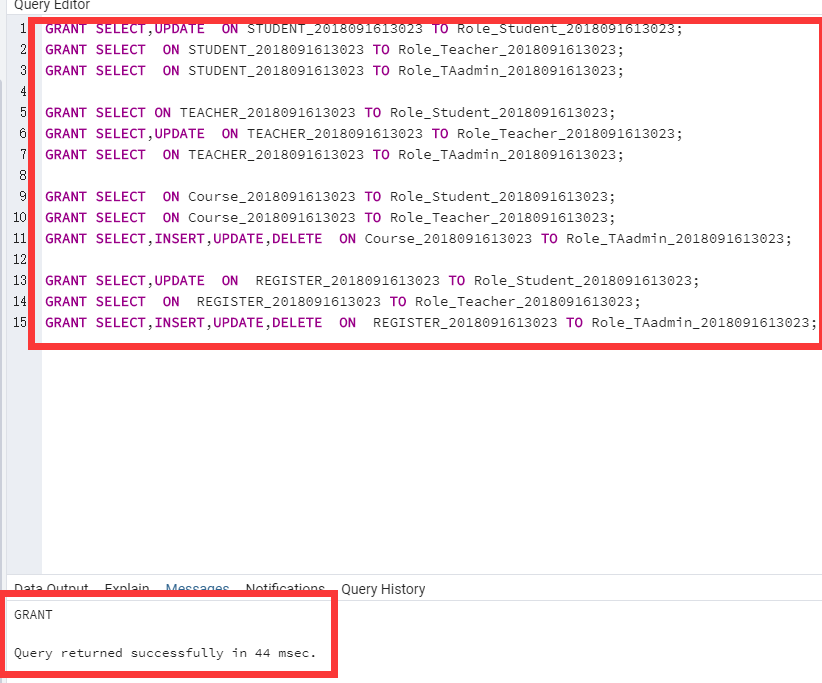 Query Editor
1 GRANT SELECT,UPDATE ON STUDENT_2018091613023 TO Role_Student_2018091613023;
2 GRANT SELECT ON STUDENT_2018091613023 TO Role_Teacher_2018091613023;
3 GRANT SELECT ON STUDENT_2018091613023 TO Role_TAadmin_2018091613023;
4
5 GRANT SELECT ON TEACHER_2018091613023 TO Role_Student_2018091613023;
6 GRANT SELECT,UPDATE ON TEACHER_2018091613023 TO Role_Teacher_2018091613023;
7 GRANT SELECT ON TEACHER_2018091613023 TO Role_TAadmin_2018091613023;
8
9 GRANT SELECT ON Course_2018091613023 TO Role_Student_2018091613023;
10 GRANT SELECT ON Course_2018091613023 TO Role_Teacher_2018091613023;
11 GRANT SELECT,INSERT,UPDATE,DELETE ON Course_2018091613023 TO Role_TAadmin_2018091613023;
12
13 GRANT SELECT,UPDATE ON REGISTER_2018091613023 TO Role_Student_2018091613023;
14 GRANT SELECT ON REGISTER_2018091613023 TO Role_Teacher_2018091613023;
15 GRANT SELECT,INSERT,UPDATE,DELETE ON REGISTER_2018091613023 TO Role_TAadmin_2018091613023;
Data Output Explain Messages Notifications Query History
GRANT
Query returned successfully in 44 msec.